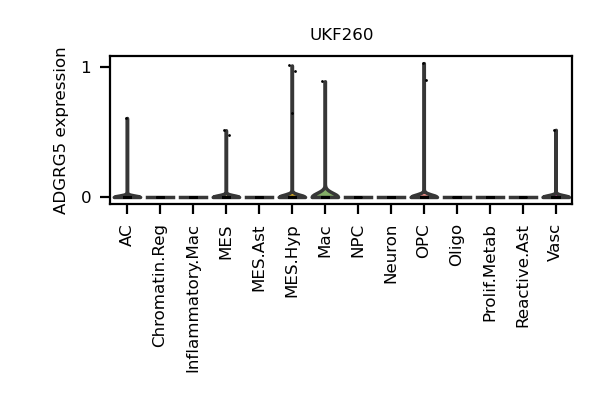 UKF260
ADGRG5 expression
1
0
AC
Chromatin.Reg
Inflammatory.Mac
MES
MES.Ast
MES.Hyp
Mac
NPC
Neuron
OPC
Oligo
Prolif.Metab
Reactive.Ast
Vasc